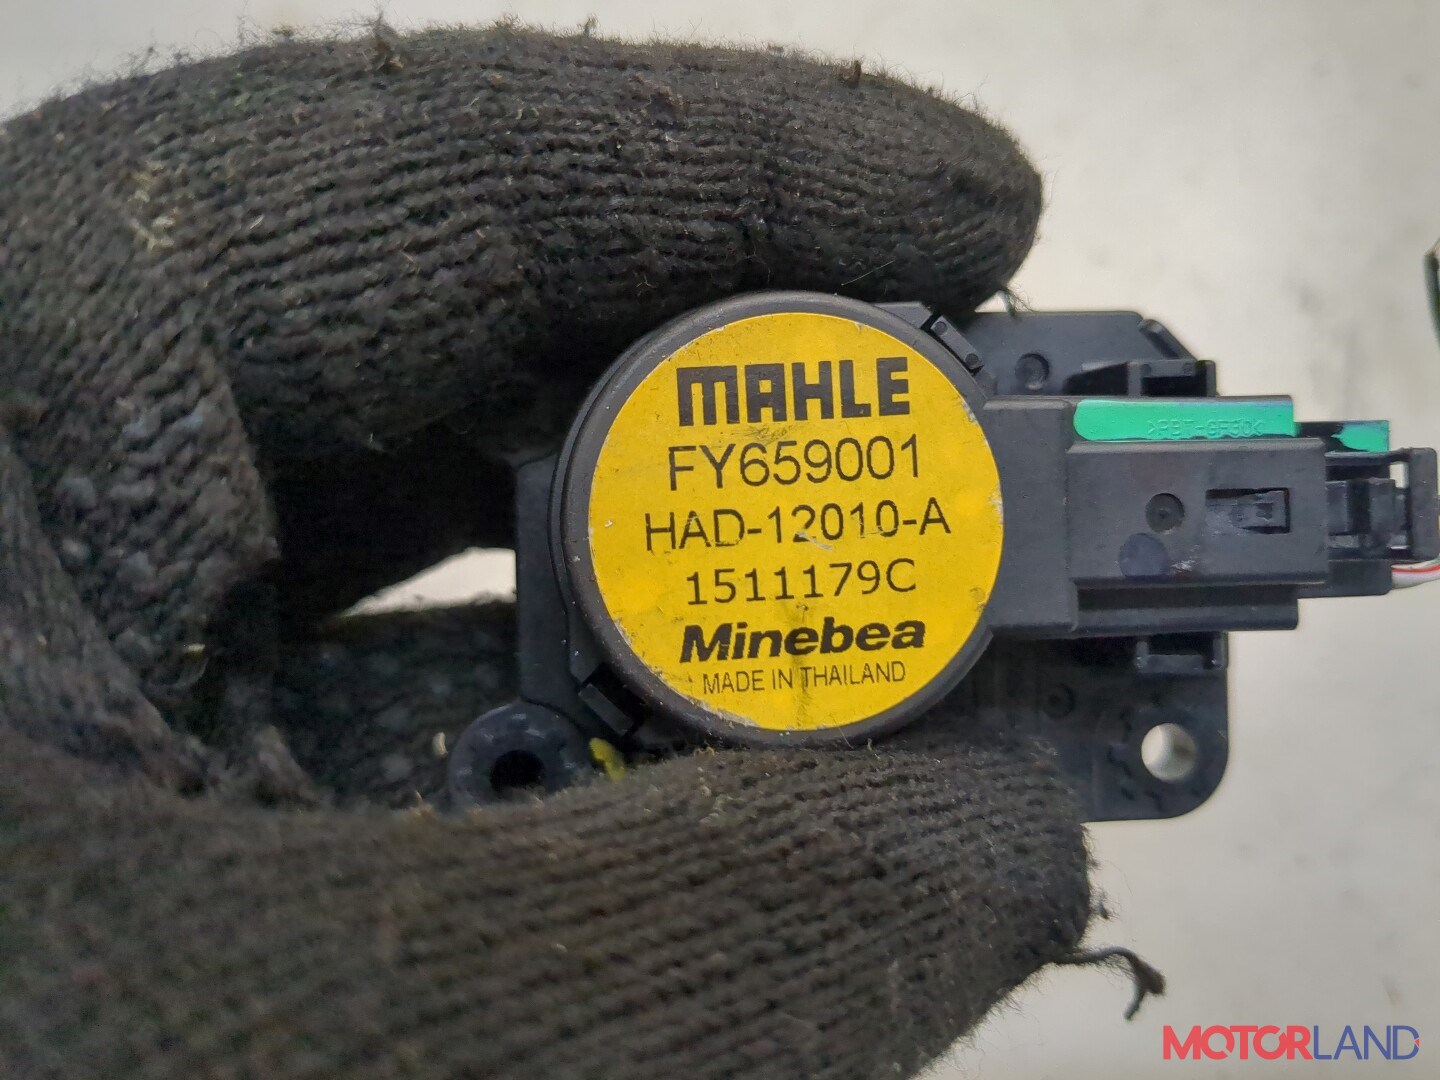 MAHLE
FY659001
HAD-12010-A
1511179C
Minebea
MADE IN THAILAND
MOTORLAND